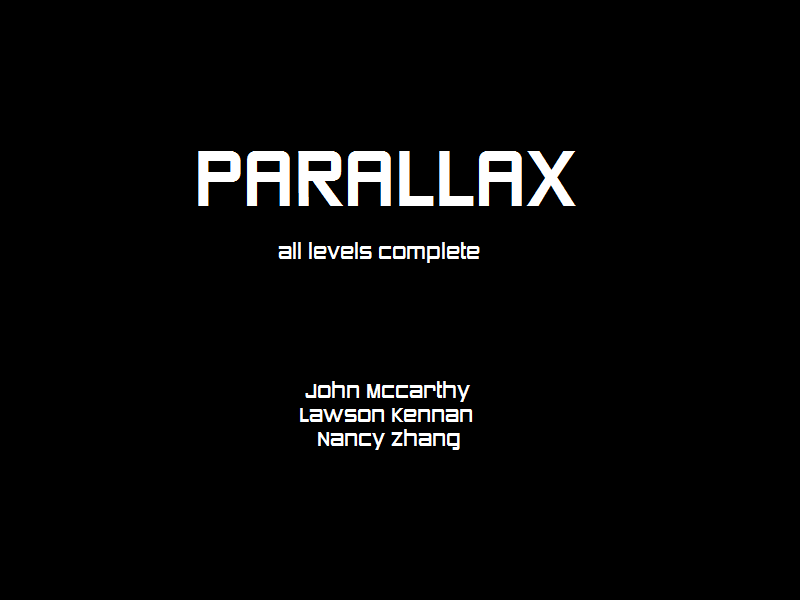 PARALLAX
all levels complete
John Mccarthy
Lawson Kennan
Nancy Zhang